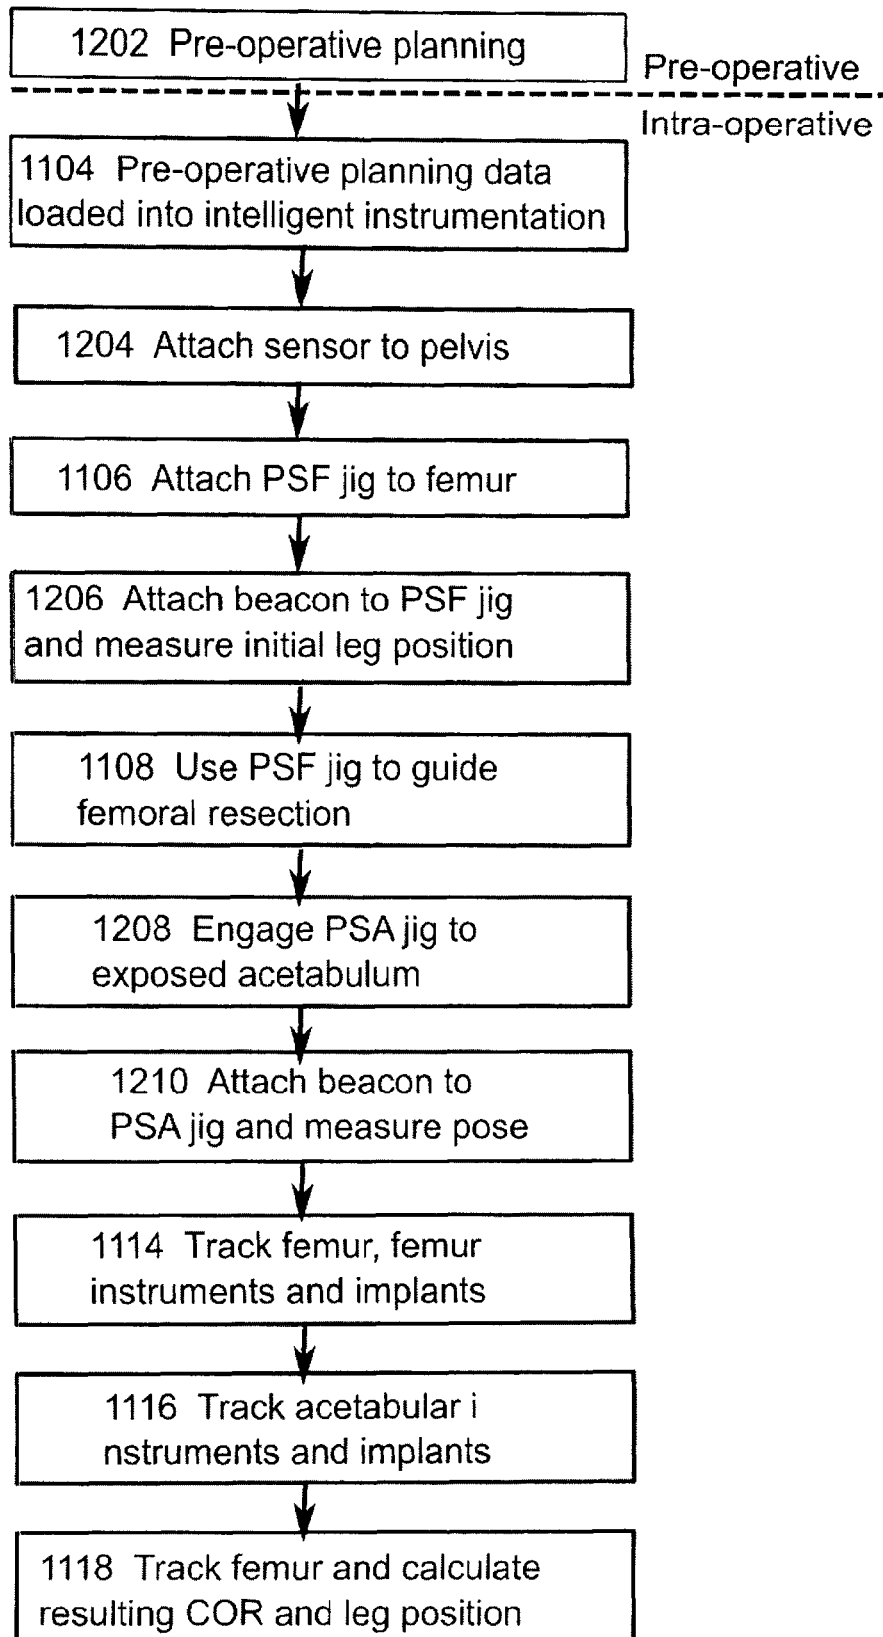 1202 Pre-operative planning
Pre-operative
Intra-operative
1104 Pre-operative planning data
loaded into intelligent instrumentation
1204 Attach sensor to pelvis
1106 Attach PSF jig to femur
1206 Attach beacon to PSF jig
and measure initial leg position
1108 Use PSF jig to guide
femoral resection
1208 Engage PSA jig to
exposed acetabulum
1210 Attach beacon to
PSA jig and measure pose
1114 Track femur, femur
instruments and implants
1116 Track acetabular i
nstruments and implants
1118 Track femur and calculate
resulting COR and leg position